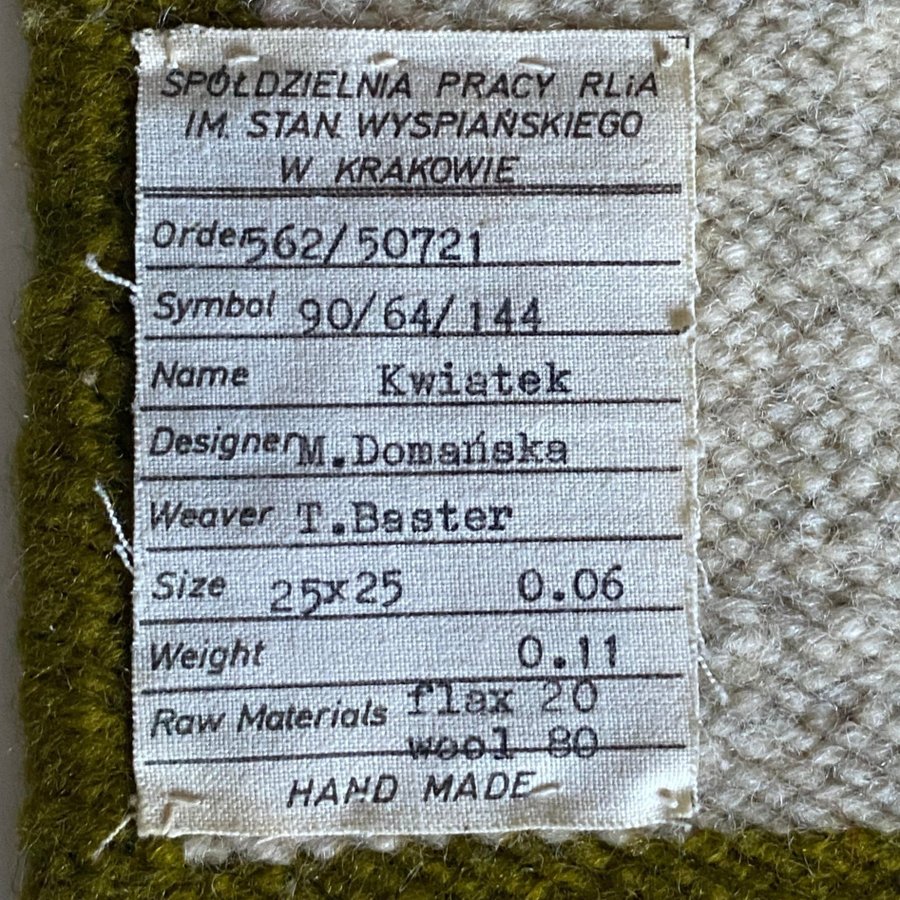 SPÓŁDZIELNIA PRACY RLiA
IM. STAN. WYSPIAŃSKIEGO
W KRAKOWIE
Order 562/50721
Symbol 90/64/144
Name Kwiatek
Designer M.Domańska
Weaver T.Baster
Size 25x25 0.06
Weight 0.11
Raw Materials flax 20
wool 80
HAND MADE